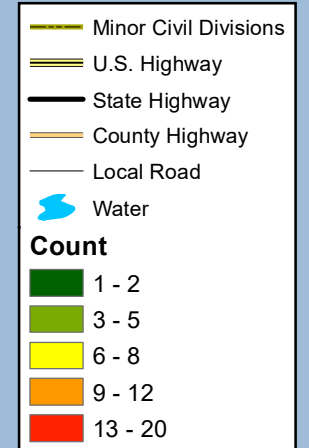 Minor Civil Divisions
U.S. Highway
State Highway
County Highway
Local Road
Water
Count
1 - 2
3 - 5
6 - 8
9 - 12
13 - 20